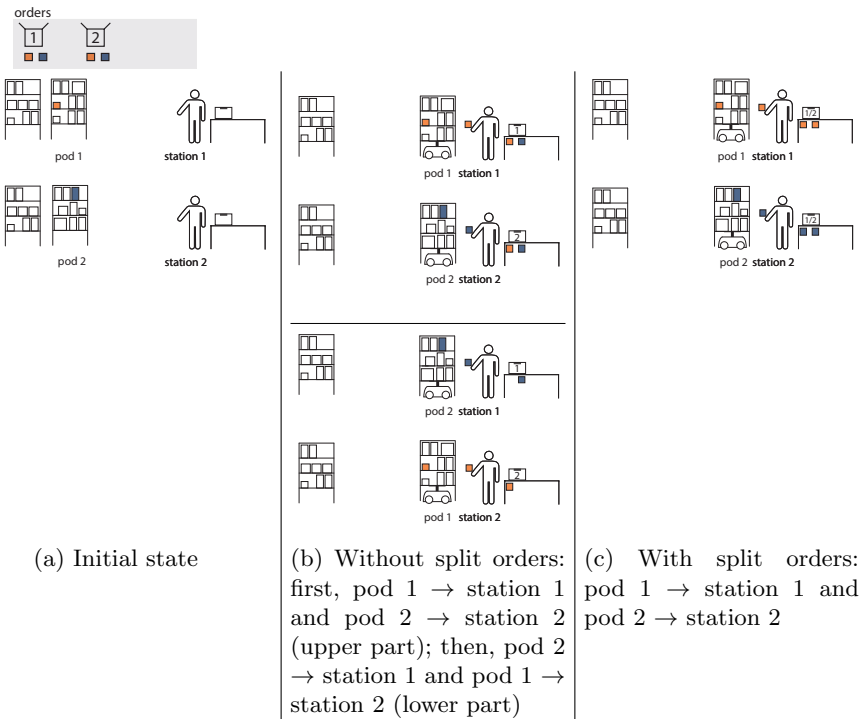 orders
1 2
pod 1
station 1
pod 2
station 2
1
pod 1 station 1
2
pod 2 station 2
1
pod 2 station 1
2
pod 1 station 2
1/2
pod 1 station 1
1/2
pod 2 station 2
(a) Initial state
(b) Without split orders:
first, pod 1 → station 1
and pod 2 → station 2
(upper part); then, pod 2
→ station 1 and pod 1 →
station 2 (lower part)
(c) With split orders:
pod 1 → station 1 and
pod 2 → station 2